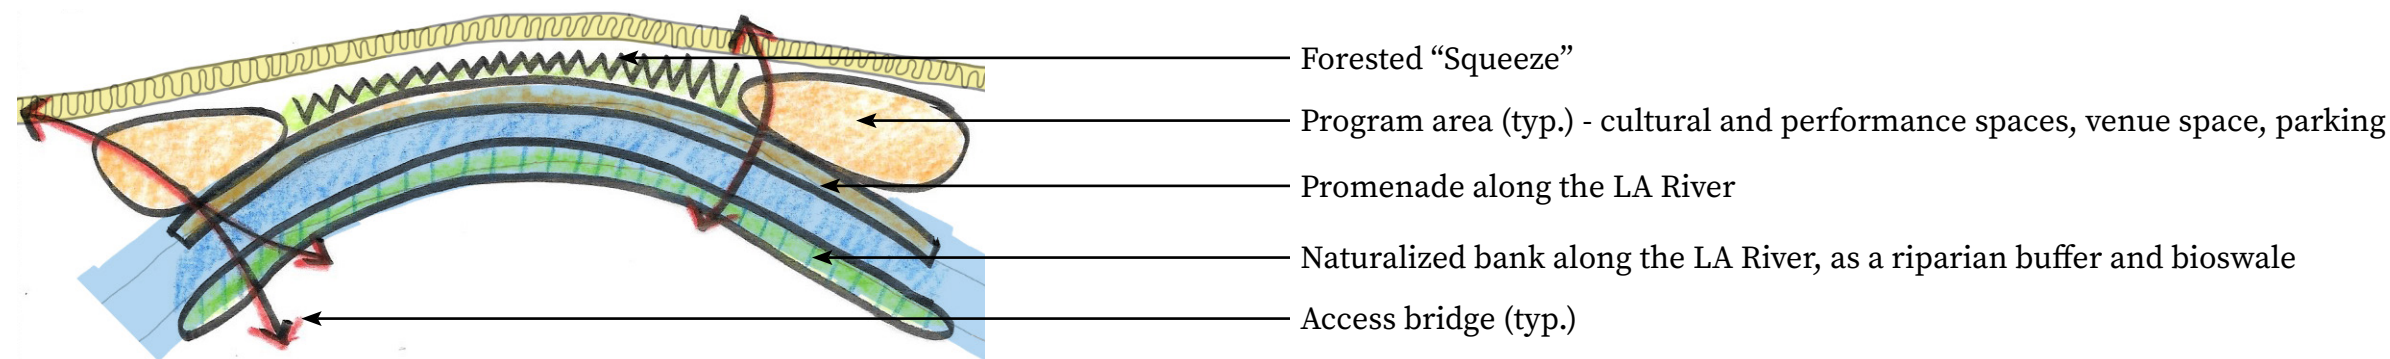 Forested “Squeeze”
Program area (typ.) - cultural and performance spaces, venue space, parking
Promenade along the LA River
Naturalized bank along the LA River, as a riparian buffer and bioswale
Access bridge (typ.)